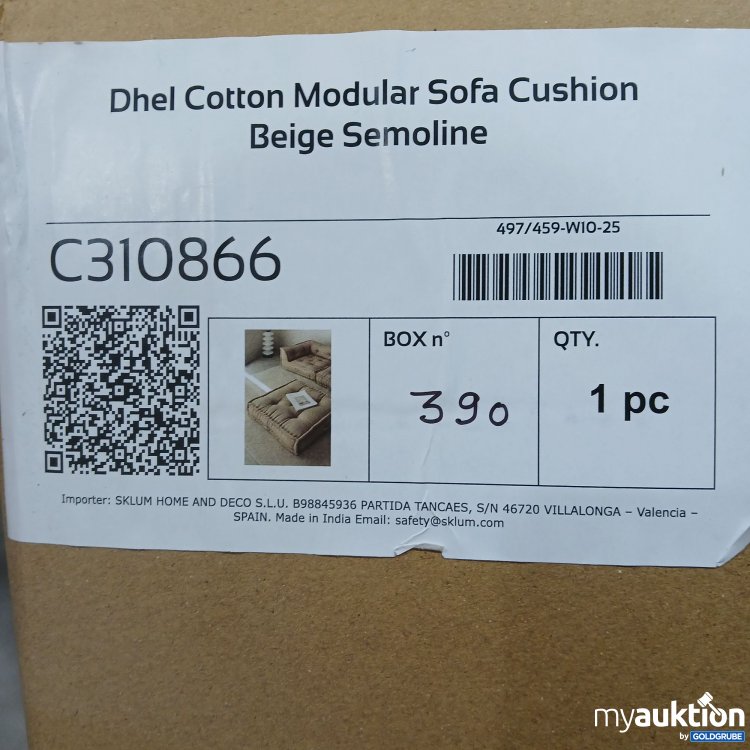 Dhel Cotton Modular Sofa Cushion
Beige Semoline
497/459-W10-25
C310866
BOX nº
QTY.
390
1 pc
Importer: SKLUM HOME AND DECO S.L.U. B98845936 PARTIDA TANCAES, S/N 46720 VILLALONGA – Valencia –
SPAIN. Made in India Email: safety@sklum.com
myauktion
by GOLDGRUBE